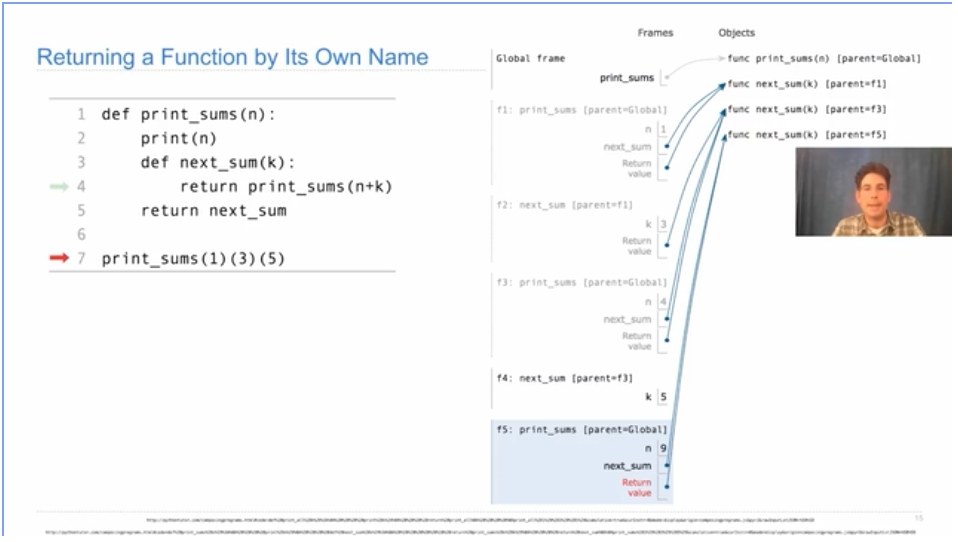 Frames Objects
Returning a Function by Its Own Name
1 def print_sums(n):
2 print(n)
3 def next_sum(k):
4 return print_sums(n+k)
5 return next_sum
6
7 print_sums(1)(3)(5)
Global frame
print_sums
func print_sums(n) [parent=Global]
func next_sum(k) [parent=f1]
func next_sum(k) [parent=f3]
func next_sum(k) [parent=f5]
f1: print_sums [parent=Global]
n 1
next_sum
Return
value
f2: next_sum [parent=f1]
k 3
Return
value
f3: print_sums [parent=Global]
n 4
next_sum
Return
value
f4: next_sum [parent=f3]
k 5
f5: print_sums [parent=Global]
n 9
next_sum
Return
value
15